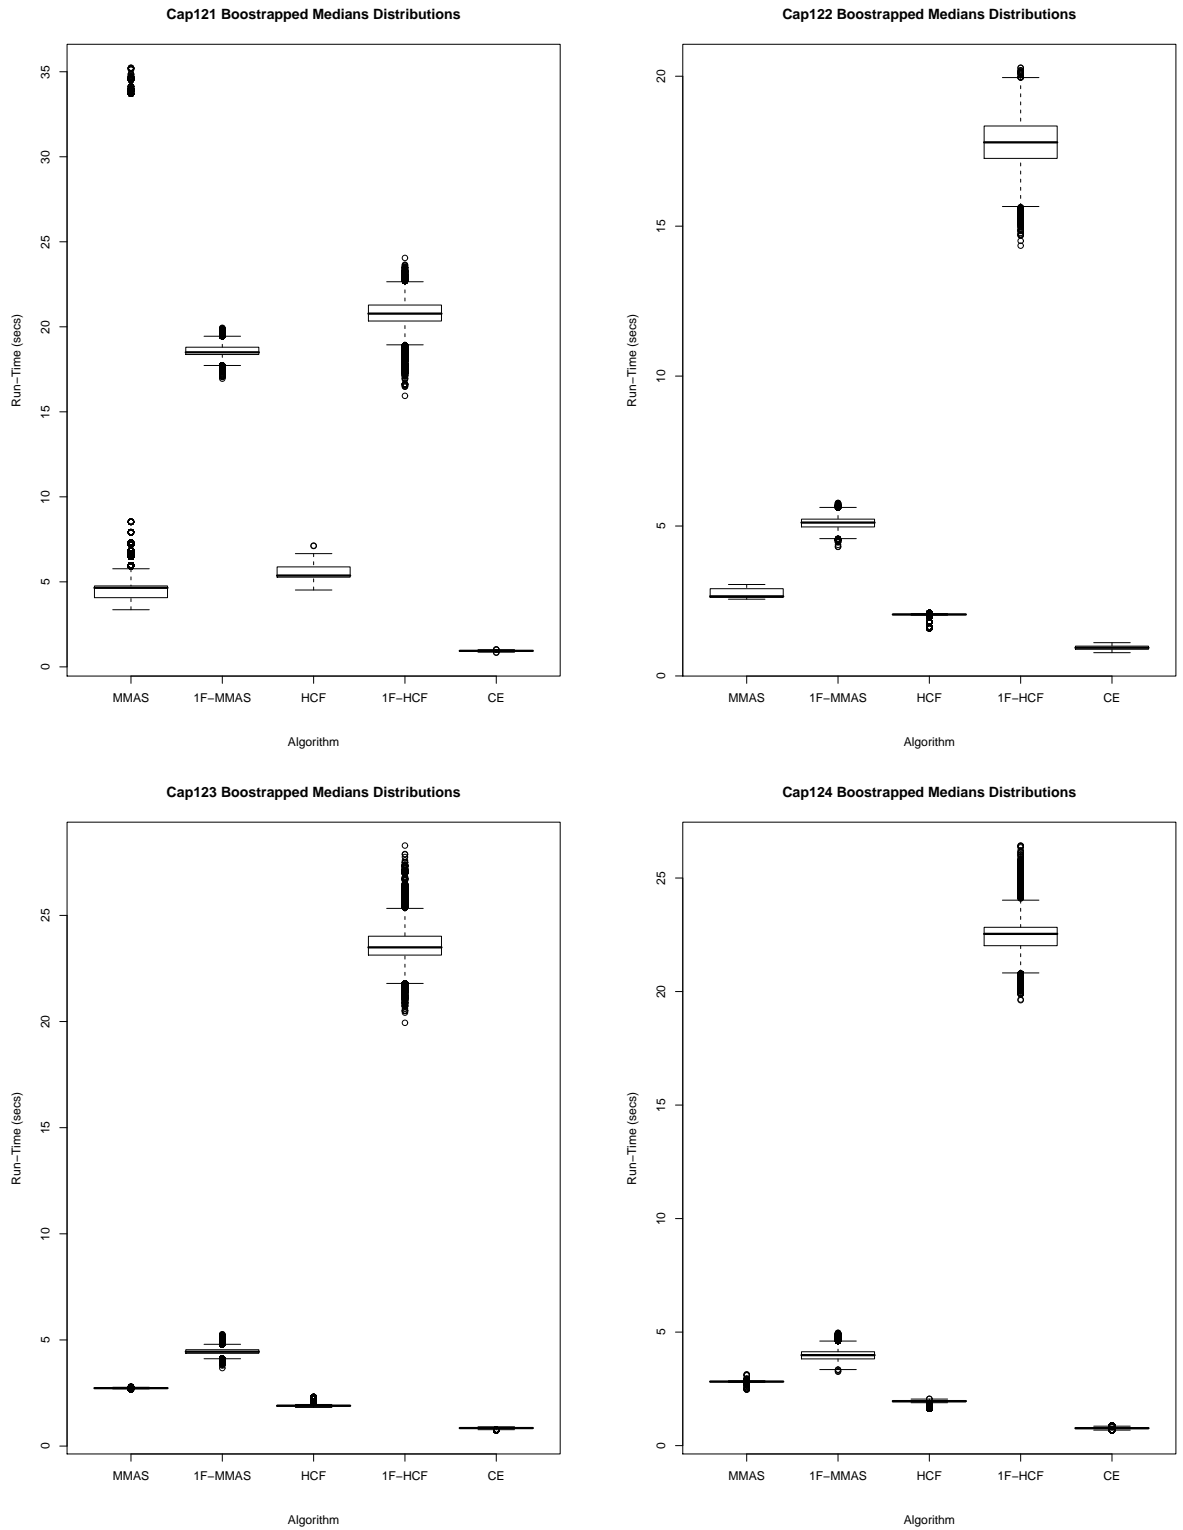 Cap121 Boostrapped Medians Distributions
Run−Time (secs)
35
30
25
20
15
10
5
0
MMAS 1F−MMAS HCF 1F−HCF CE
Algorithm
Cap122 Boostrapped Medians Distributions
Run−Time (secs)
20
15
10
5
0
MMAS 1F−MMAS HCF 1F−HCF CE
Algorithm
Cap123 Boostrapped Medians Distributions
Run−Time (secs)
25
20
15
10
5
0
MMAS 1F−MMAS HCF 1F−HCF CE
Algorithm
Cap124 Boostrapped Medians Distributions
Run−Time (secs)
25
20
15
10
5
0
MMAS 1F−MMAS HCF 1F−HCF CE
Algorithm